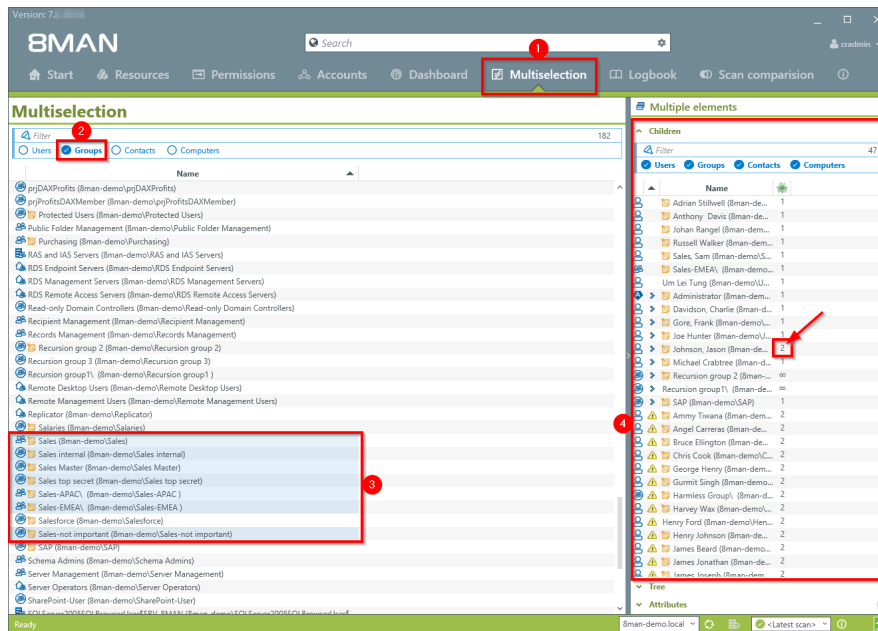 Version: 7.
8MAN
Search
cradmin
Start Resources Permissions Accounts Dashboard Multiselection Logbook Scan comparision
1
Multiselection
2
Filter 182
Users Groups Contacts Computers
Name
prjDAXProfits (8man-demo\prjDAXProfits)
prjProfitsDAXMember (8man-demo\prjProfitsDAXMember)
Protected Users (8man-demo\Protected Users)
Public Folder Management (8man-demo\Public Folder Management)
Purchasing (8man-demo\Purchasing)
RAS and IAS Servers (8man-demo\RAS and IAS Servers)
RDS Endpoint Servers (8man-demo\RDS Endpoint Servers)
RDS Management Servers (8man-demo\RDS Management Servers)
RDS Remote Access Servers (8man-demo\RDS Remote Access Servers)
Read-only Domain Controllers (8man-demo\Read-only Domain Controllers)
Recipient Management (8man-demo\Recipient Management)
Records Management (8man-demo\Records Management)
Recursion group 2 (8man-demo\Recursion group 2)
Recursion group 3 (8man-demo\Recursion group 3)
Recursion group1\ (8man-demo\Recursion group1 )
Remote Desktop Users (8man-demo\Remote Desktop Users)
Remote Management Users (8man-demo\Remote Management Users)
Replicator (8man-demo\Replicator)
Salaries (8man-demo\Salaries)
Sales (8man-demo\Sales)
Sales internal (8man-demo\Sales internal)
Sales Master (8man-demo\Sales Master)
Sales top secret (8man-demo\Sales top secret)
Sales-APAC\ (8man-demo\Sales-APAC )
Sales-EMEA\ (8man-demo\Sales-EMEA )
Salesforce (8man-demo\Salesforce)
Sales-not important (8man-demo\Sales-not important)
SAP (8man-demo\SAP)
Schema Admins (8man-demo\Schema Admins)
Server Management (8man-demo\Server Management)
Server Operators (8man-demo\Server Operators)
SharePoint-User (8man-demo\SharePoint-User)
3
Multiple elements
Children
Filter 47
Users Groups Contacts Computers
Name
Adrian Stillwell (8man-de... 1
Anthony Davis (8man-de... 1
Johan Rangel (8man-dem... 1
Russell Walker (8man-dem... 1
Sales, Sam (8man-demo\S... 1
Sales-EMEA\ (8man-demo... 1
Um Lei Tung (8man-demo\U... 1
Administrator (8man-dem... 1
Davidson, Charlie (8man-d... 1
Gore, Frank (8man-demo\... 1
Joe Hunter (8man-demo\J... 1
Johnson, Jason (8man-de... 2
Michael Crabtree (8man-d... 1
Recursion group 2 (8man-... ∞
Recursion group1\ (8man-de... ∞
SAP (8man-demo\SAP) 1
4
Ammy Tiwana (8man-dem... 2
Angel Carreras (8man-de... 2
Bruce Ellington (8man-de... 2
Chris Cook (8man-demo\C... 2
George Henry (8man-dem... 2
Gurmit Singh (8man-demo... 2
Harmless Group\ (8man-d... 2
Harvey Wax (8man-demo\... 2
Henry Ford (8man-demo\Hen... 2
Henry Johnson (8man-de... 2
James Beard (8man-demo... 2
James Jonathan (8man-de... 2
James Joseph (8man-dem... 2
Tree
Attributes
Ready
8man-demo.local
<Latest scan>